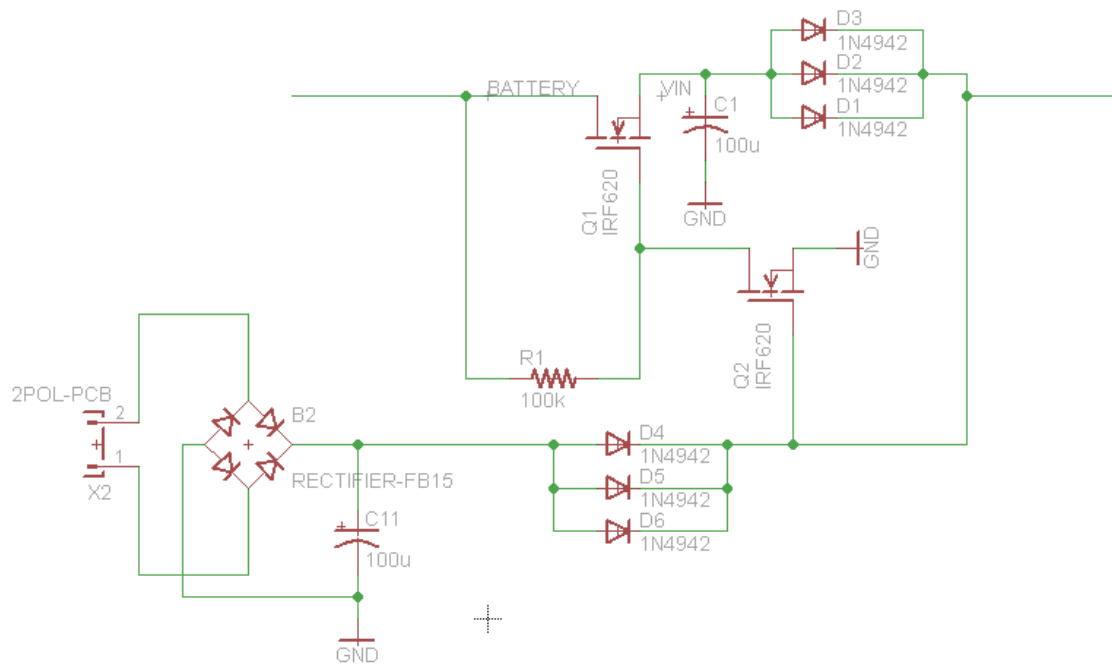 D3
1N4942
D2
1N4942
D1
1N4942
BATTERY
VIN
C1
100u
GND
Q1
IRF620
GND
Q2
IRF620
R1
100k
2POL-PCB
2
1
X2
B2
RECTIFIER-FB15
D4
1N4942
D5
1N4942
D6
1N4942
C11
100u
GND